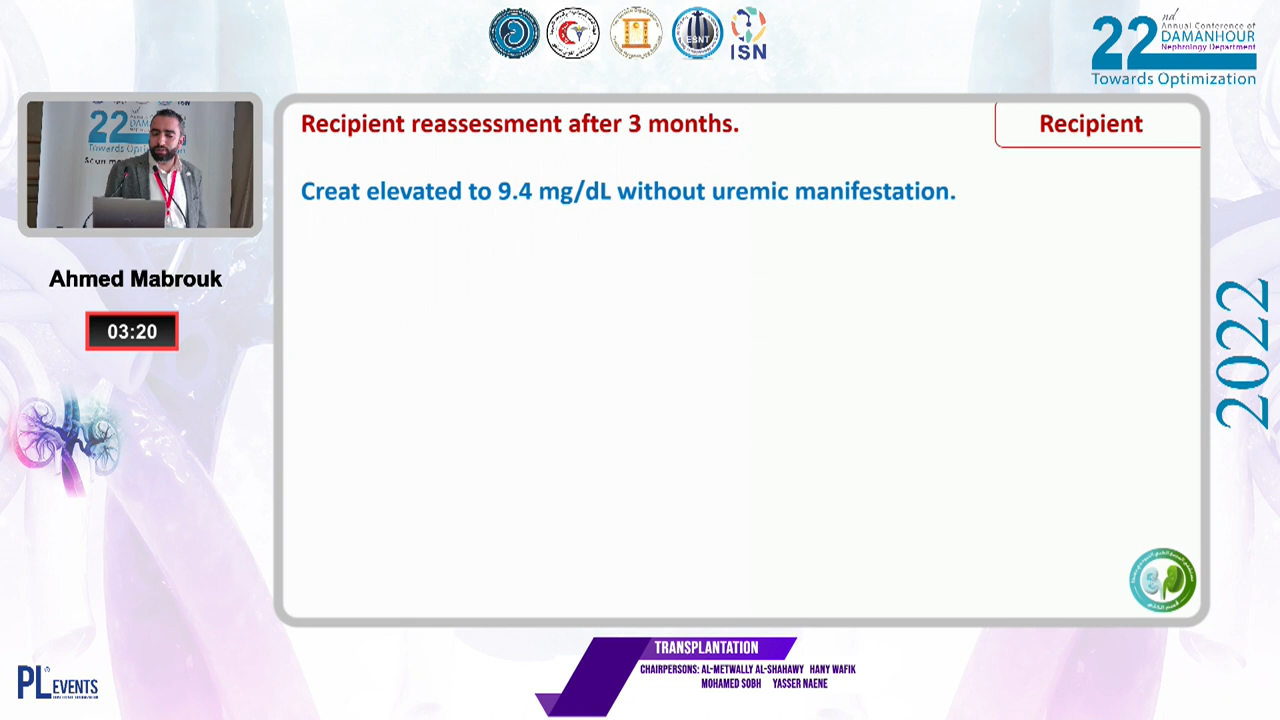 ESNT
ISN
22nd
Annual Conference of
DAMANHOUR
Nephrology Department
Towards Optimization
22
Ahmed Mabrouk
03:20
Recipient reassessment after 3 months.
Recipient
Creat elevated to 9.4 mg/dL without uremic manifestation.
2022
TRANSPLANTATION
CHAIRPERSONS: AL-METWALLY AL-SHAHAWY HANY WAFIK
MOHAMED SOBH YASSER NAENE
PL EVENTS